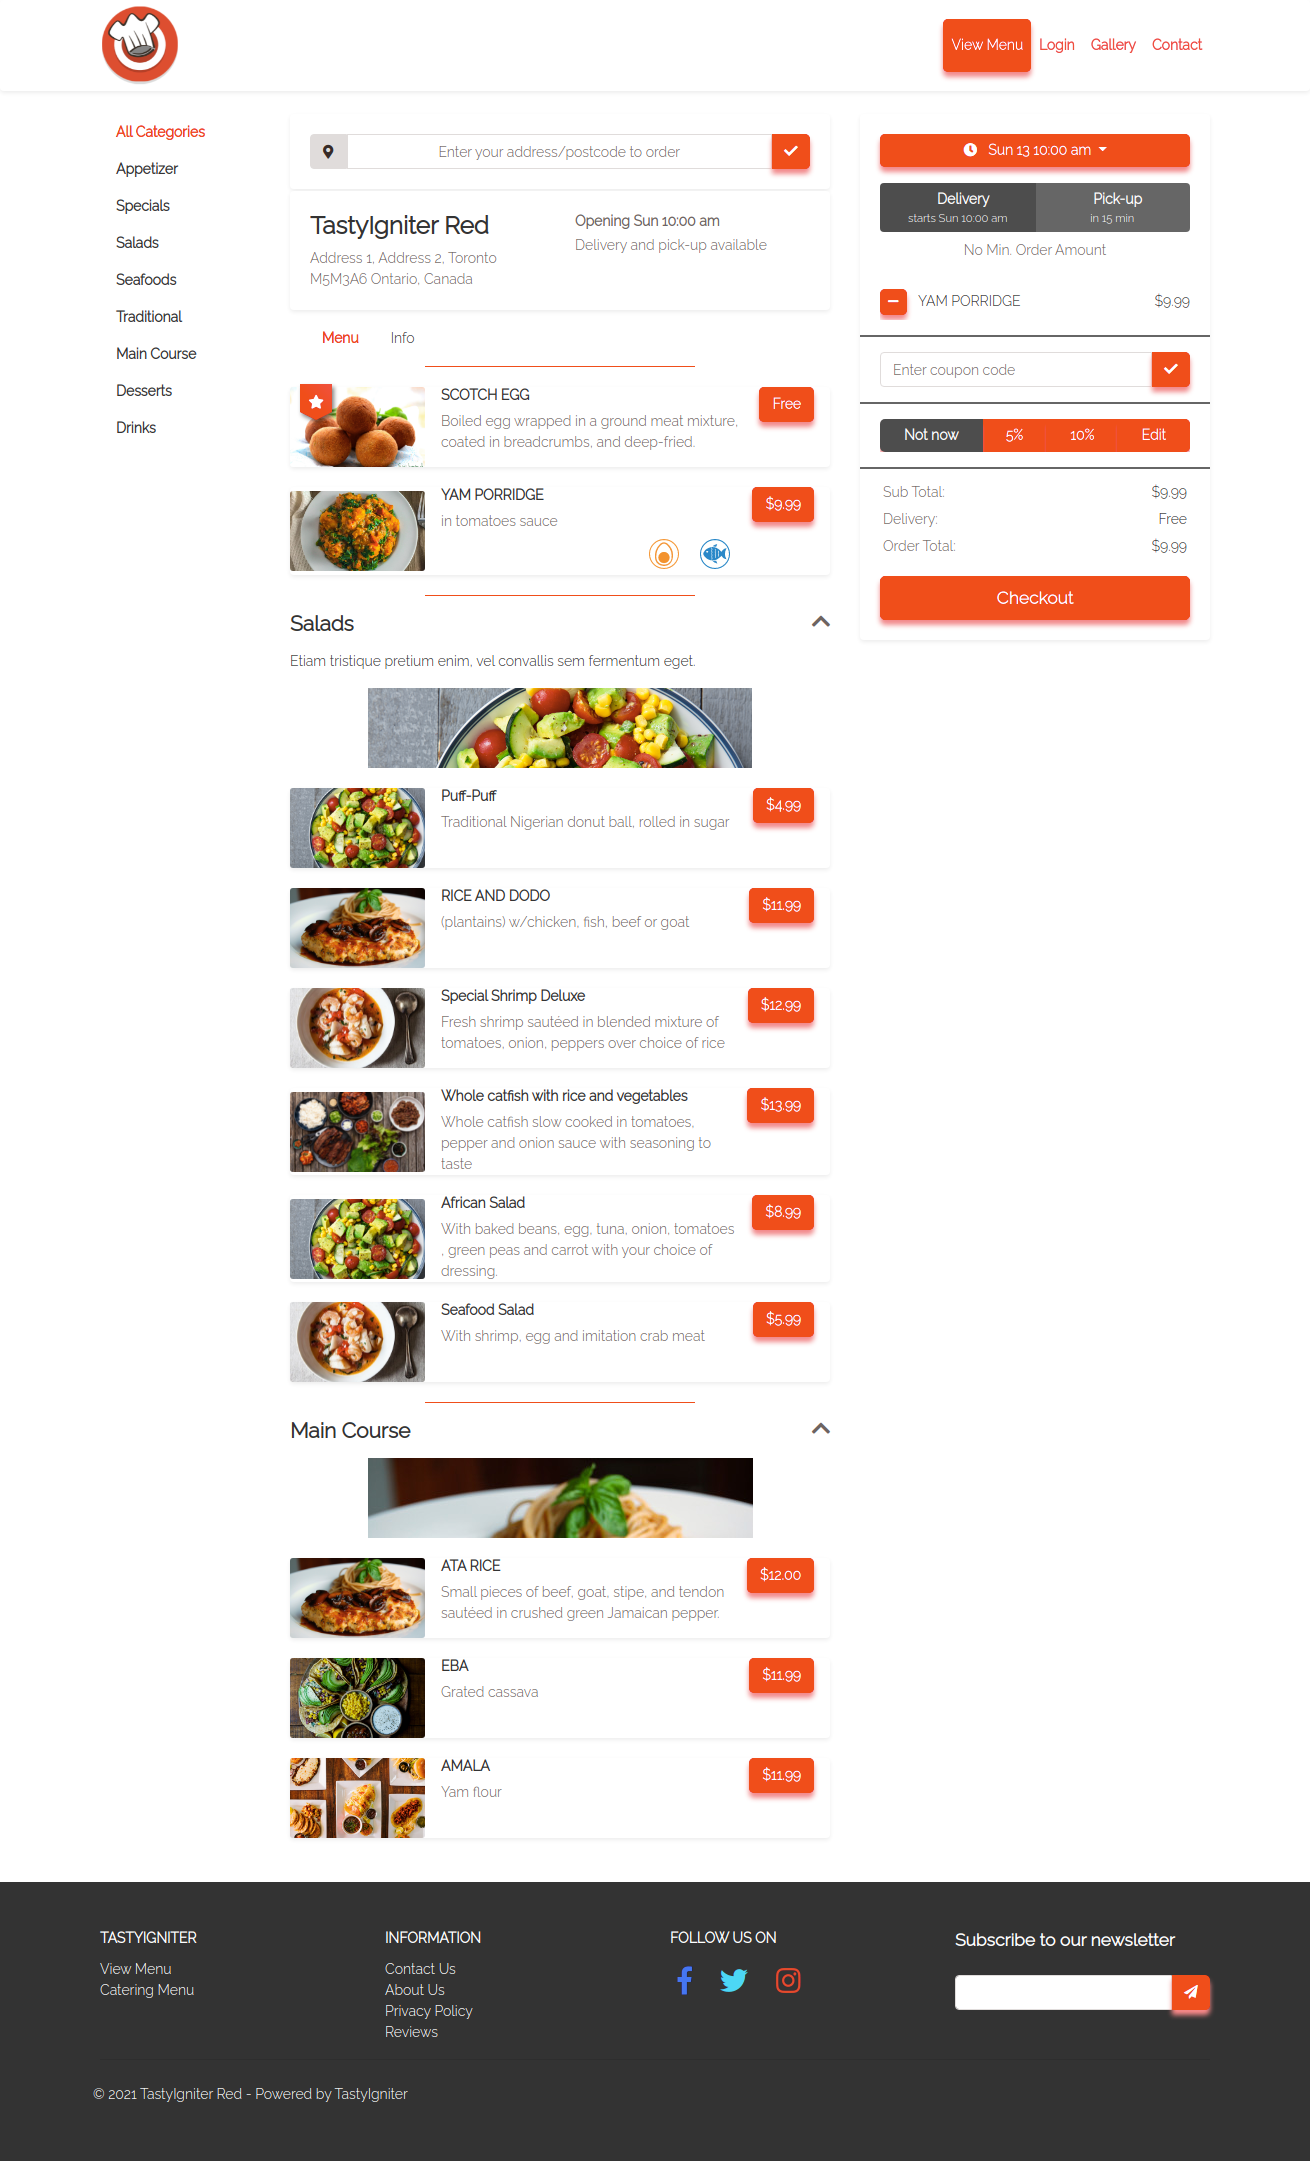 View Menu
Login
Gallery
Contact
All Categories
Appetizer
Specials
Salads
Seafoods
Traditional
Main Course
Desserts
Drinks
Enter your address/postcode to order
TastyIgniter Red
Address 1, Address 2, Toronto
M5M3A6 Ontario, Canada
Opening Sun 10:00 am
Delivery and pick-up available
Menu
Info
SCOTCH EGG
Boiled egg wrapped in a ground meat mixture,
coated in breadcrumbs, and deep-fried.
Free
YAM PORRIDGE
in tomatoes sauce
$9.99
Salads
Etiam tristique pretium enim, vel convallis sem fermentum eget.
Puff-Puff
Traditional Nigerian donut ball, rolled in sugar
$4.99
RICE AND DODO
(plantains) w/chicken, fish, beef or goat
$11.99
Special Shrimp Deluxe
Fresh shrimp sautéed in blended mixture of
tomatoes, onion, peppers over choice of rice
$12.99
Whole catfish with rice and vegetables
Whole catfish slow cooked in tomatoes,
pepper and onion sauce with seasoning to
taste
$13.99
African Salad
With baked beans, egg, tuna, onion, tomatoes
, green peas and carrot with your choice of
dressing.
$8.99
Seafood Salad
With shrimp, egg and imitation crab meat
$5.99
Main Course
ATA RICE
Small pieces of beef, goat, stipe, and tendon
sautéed in crushed green Jamaican pepper.
$12.00
EBA
Grated cassava
$11.99
AMALA
Yam flour
$11.99
Sun 13 10:00 am
Delivery
starts Sun 10:00 am
Pick-up
in 15 min
No Min. Order Amount
YAM PORRIDGE
$9.99
Enter coupon code
Not now
5%
10%
Edit
Sub Total:
$9.99
Delivery:
Free
Order Total:
$9.99
Checkout
TASTYIGNITER
View Menu
Catering Menu
INFORMATION
Contact Us
About Us
Privacy Policy
Reviews
FOLLOW US ON
Subscribe to our newsletter
© 2021 TastyIgniter Red - Powered by TastyIgniter